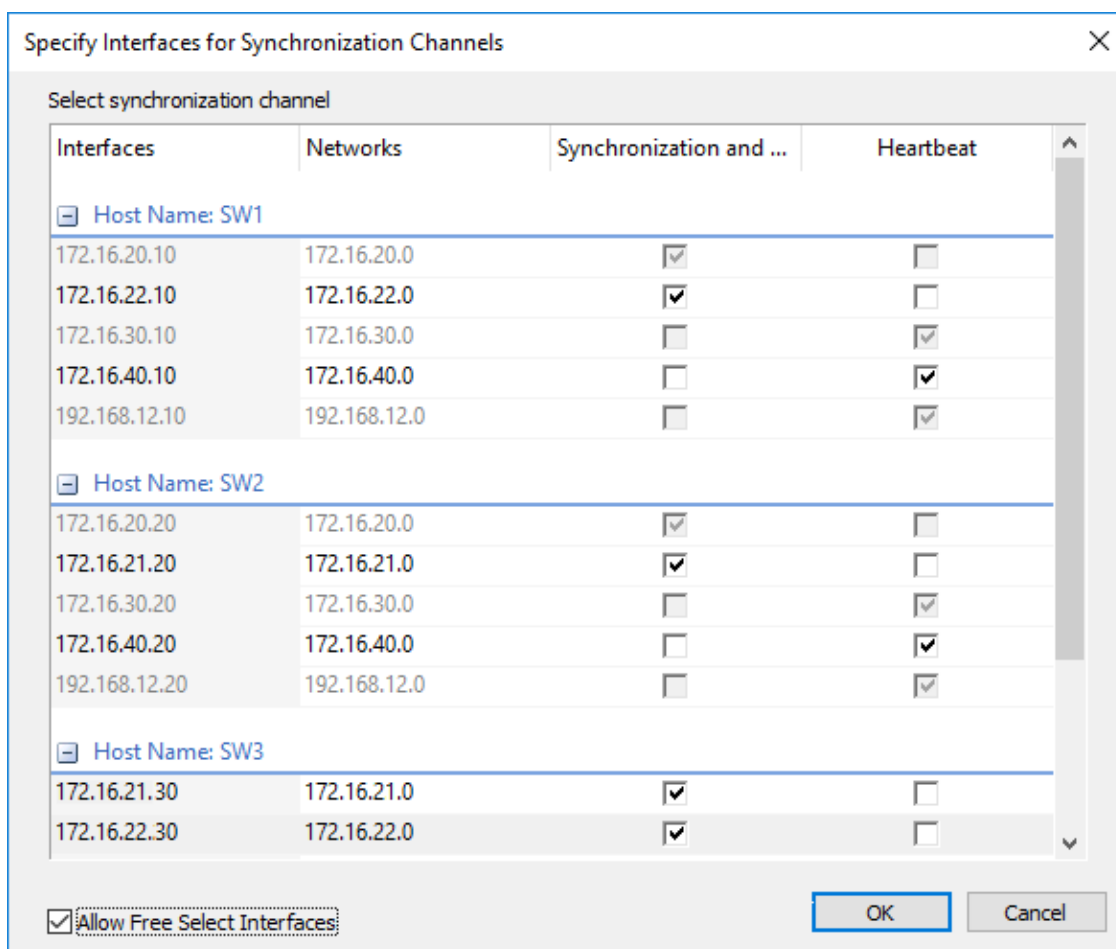 Specify Interfaces for Synchronization Channels
Select synchronization channel
Interfaces Networks Synchronization and ... Heartbeat
Host Name: SW1
172.16.20.10 172.16.20.0
172.16.22.10 172.16.22.0
172.16.30.10 172.16.30.0
172.16.40.10 172.16.40.0
192.168.12.10 192.168.12.0
Host Name: SW2
172.16.20.20 172.16.20.0
172.16.21.20 172.16.21.0
172.16.30.20 172.16.30.0
172.16.40.20 172.16.40.0
192.168.12.20 192.168.12.0
Host Name: SW3
172.16.21.30 172.16.21.0
172.16.22.30 172.16.22.0
Allow Free Select Interfaces OK Cancel